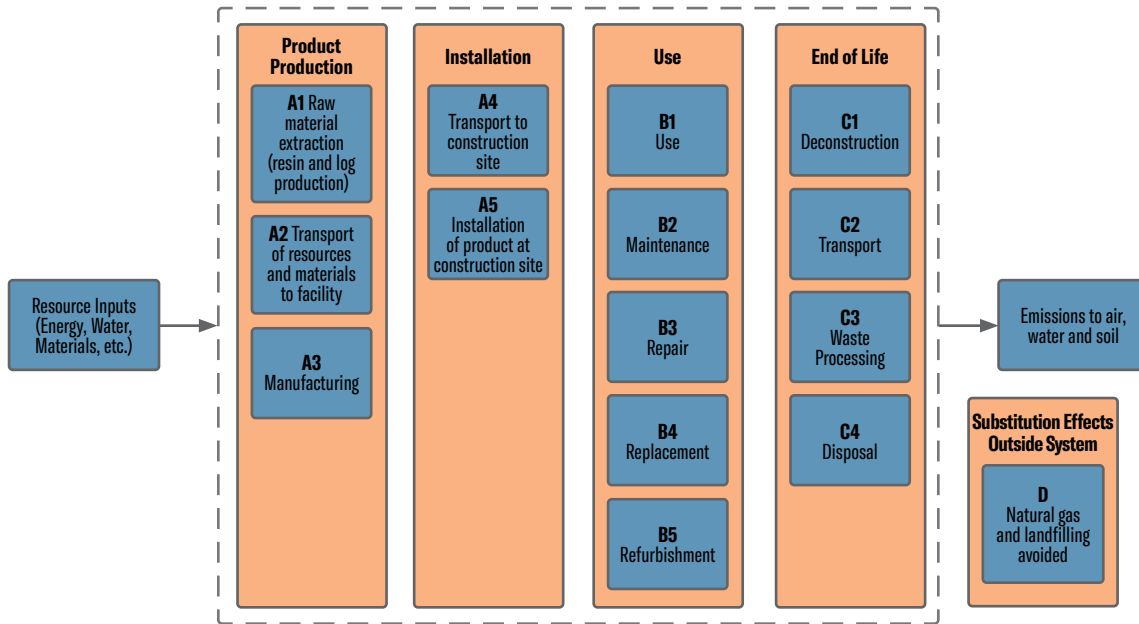 Resource Inputs
(Energy, Water,
Materials, etc.)
Product
Production
A1 Raw
material
extraction
(resin and log
production)
A2 Transport
of resources
and materials
to facility
A3
Manufacturing
Installation
A4
Transport to
construction
site
A5
Installation
of product at
construction site
Use
B1
Use
B2
Maintenance
B3
Repair
B4
Replacement
B5
Refurbishment
End of Life
C1
Deconstruction
C2
Transport
C3
Waste
Processing
C4
Disposal
Emissions to air,
water and soil
Substitution Effects
Outside System
D
Natural gas
and landfilling
avoided